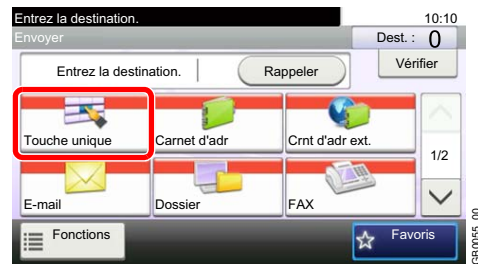 Entrez la destination.
10:10
Envoyer
Dest. : 0
Entrez la destination.
Rappeler
Vérifier
Touche unique
Carnet d'adr
Crnt d'adr ext.
1/2
E-mail
Dossier
FAX
Fonctions
Favoris
GB0055_00